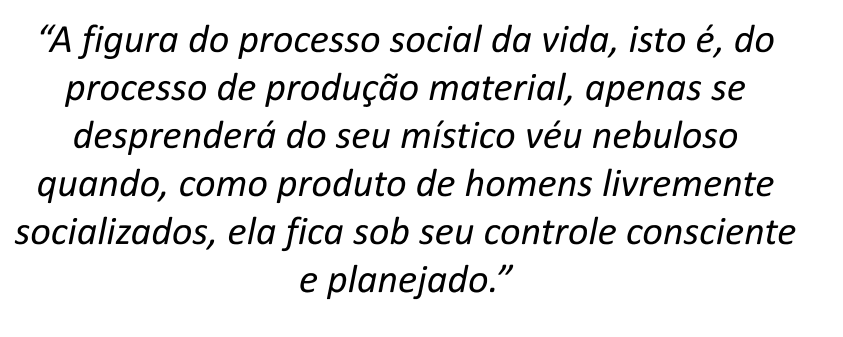 “A figura do processo social da vida, isto é, do
processo de produção material, apenas se
desprenderá do seu místico véu nebuloso
quando, como produto de homens livremente
socializados, ela fica sob seu controle consciente
e planejado.”